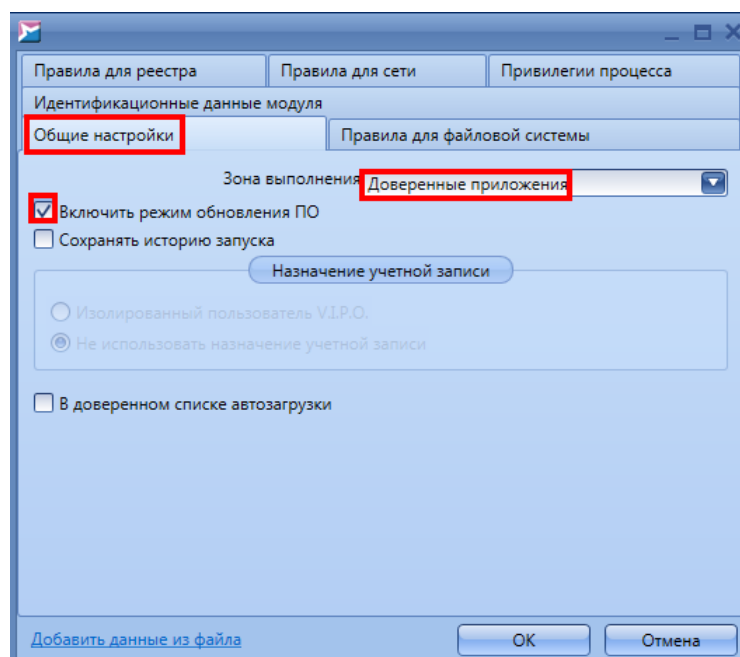 Правила для реестра
Правила для сети
Привилегии процесса
Идентификационные данные модуля
Общие настройки
Правила для файловой системы
Зона выполнения Доверенные приложения
Включить режим обновления ПО
Сохранять историю запуска
Назначение учетной записи
Изолированный пользователь V.I.P.O.
Не использовать назначение учетной записи
В доверенном списке автозагрузки
Добавить данные из файла
ОК
Отмена